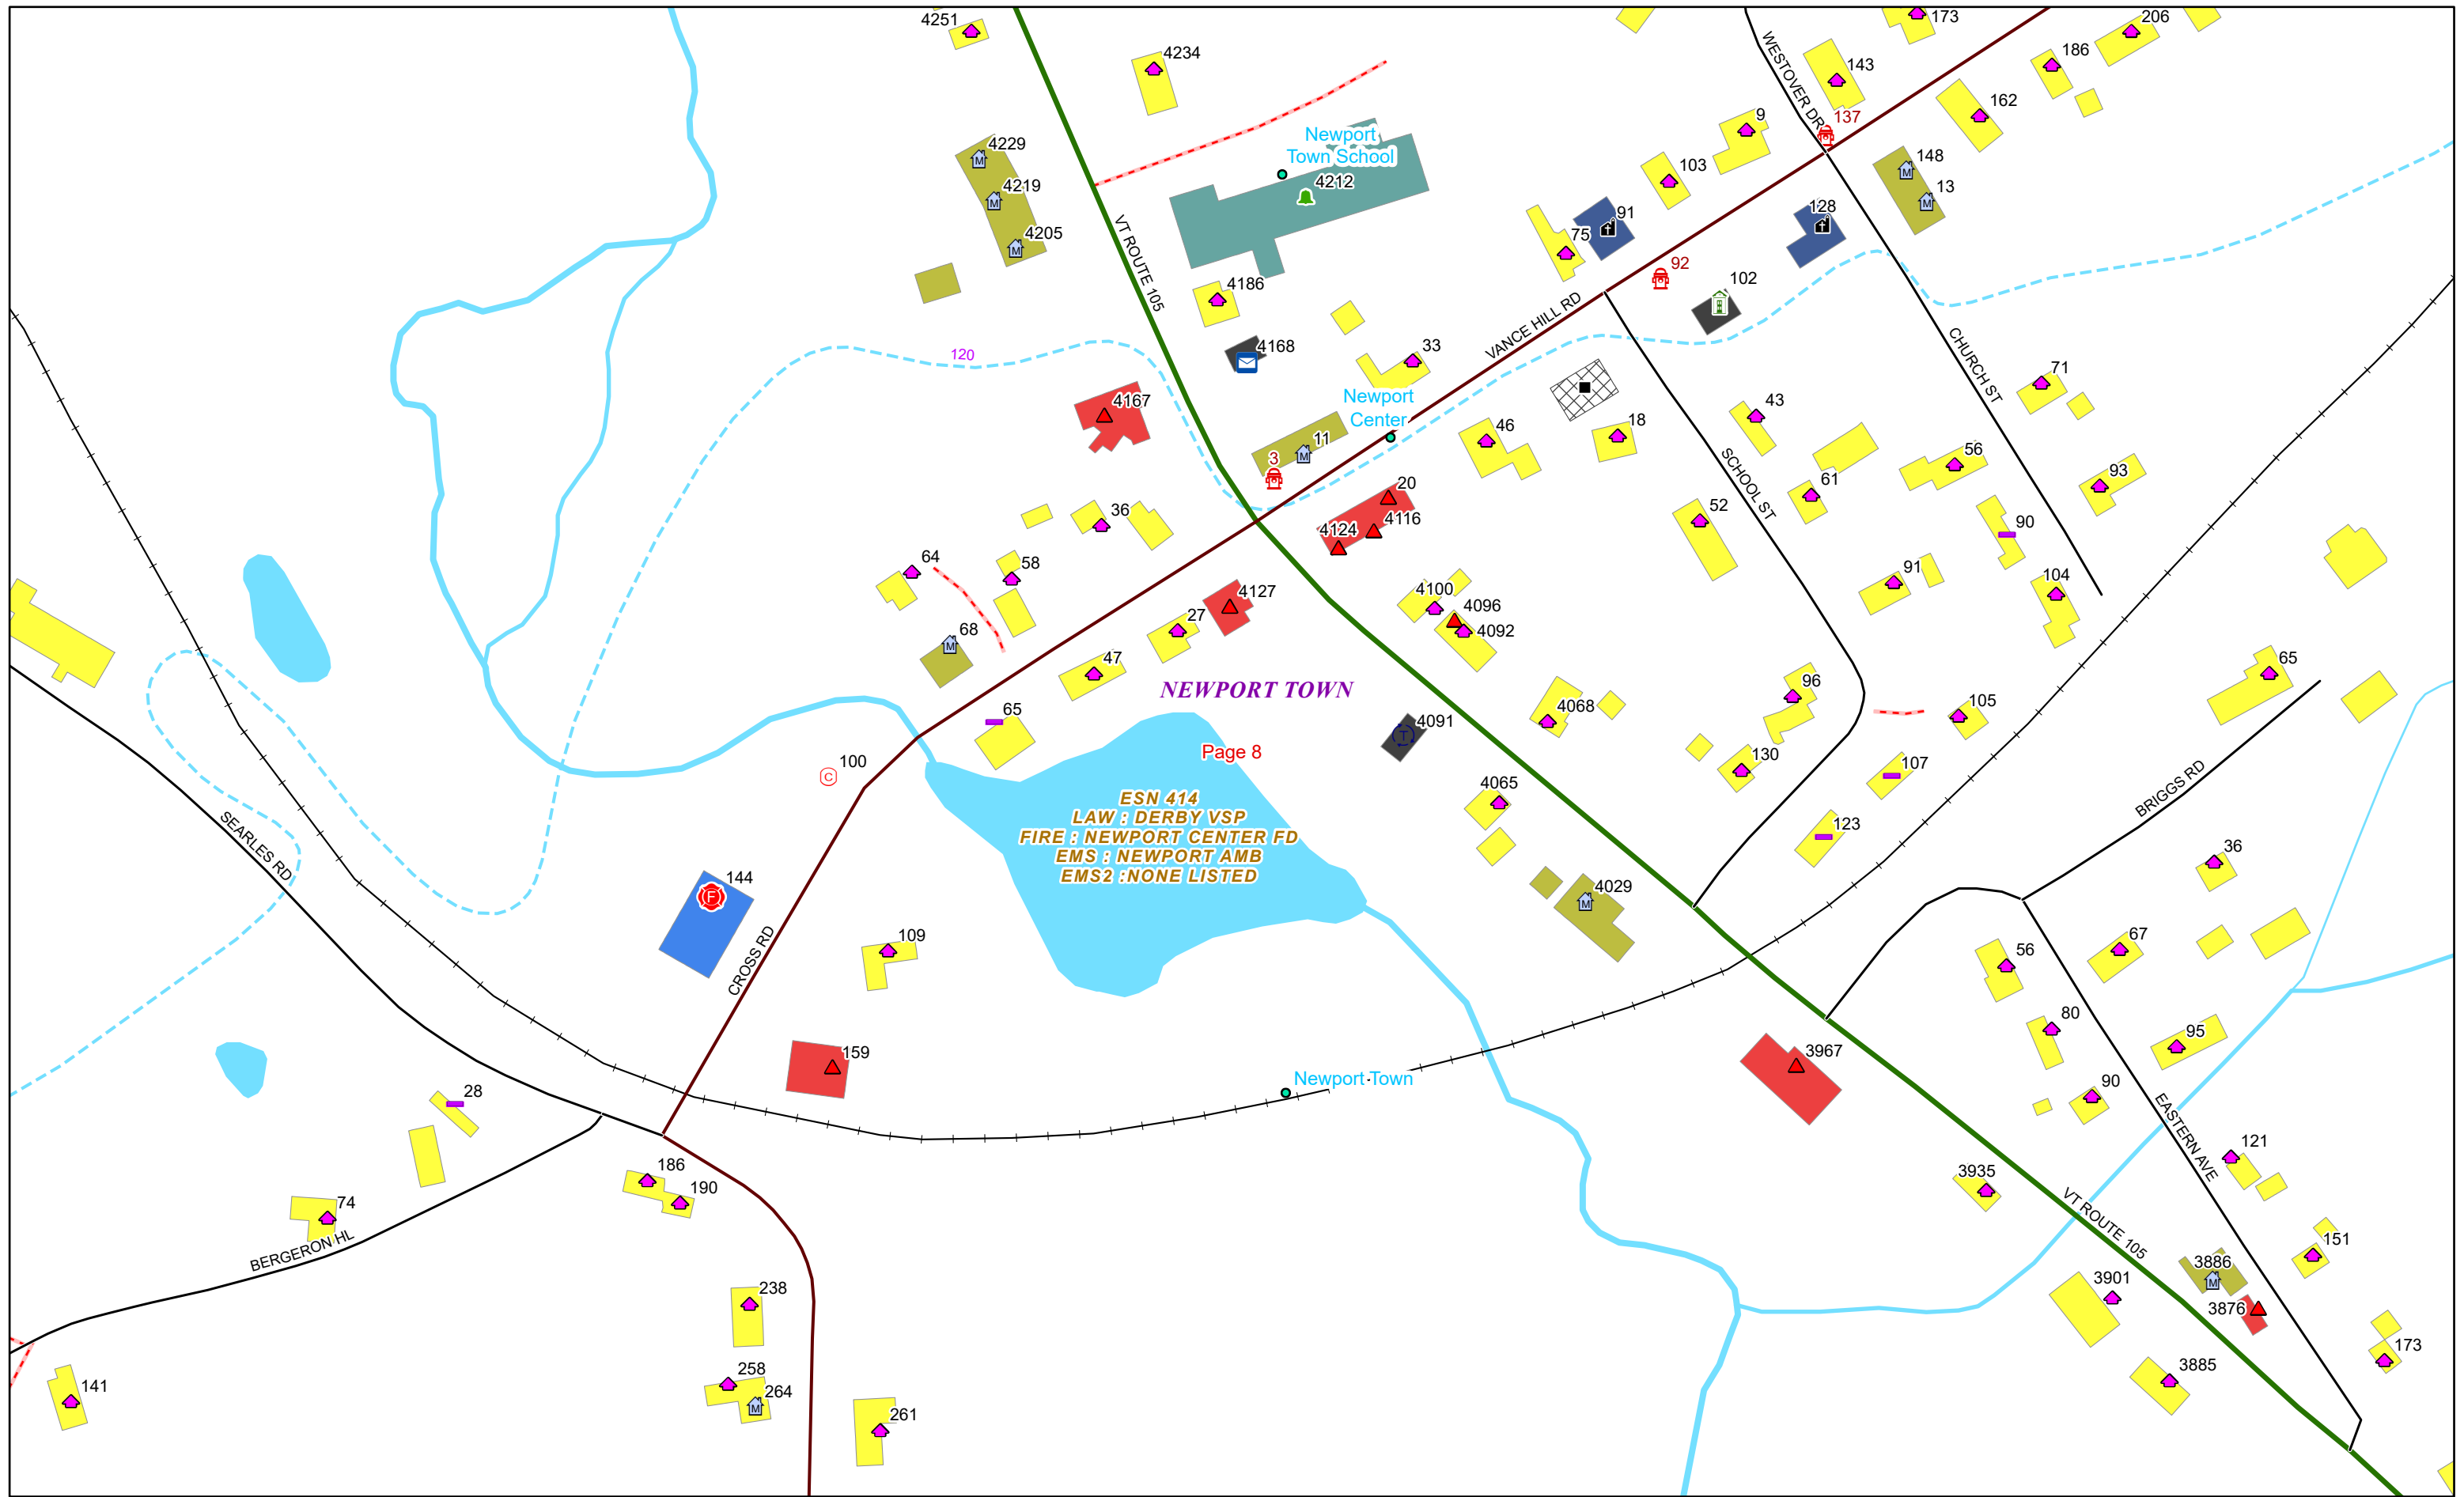 4251
4234
173
206
WESTOVER DR
143
186
162
137
9
Newport
Town School
4229
103
148
4219
4212
13
4205
VT ROUTE 105
91
128
75
92
102
4186
VANCE HILL RD
4168
33
120
CHURCH ST
71
4167
Newport
Center
43
11
46
18
3
56
SCHOOL ST
61
93
20
4116
4124
52
36
90
64
58
91
104
4100
4127
4096
27
4092
68
47
65
NEWPORT TOWN
96
65
4068
105
4091
Page 8
130
100
107
4065
BRIGGS RD
ESN 414
LAW : DERBY VSP
FIRE : NEWPORT CENTER FD
EMS : NEWPORT AMB
EMS2 :NONE LISTED
SEARLES RD
123
36
144
4029
109
CROSS RD
67
56
80
95
159
3967
Newport Town
28
90
EASTERN AVE
121
186
190
3935
74
BERGERON HL
VT ROUTE 105
151
3886
238
3901
3876
173
258
264
3885
141
261
M
M
M
M
M
M
M
M
M
M
T
C
F